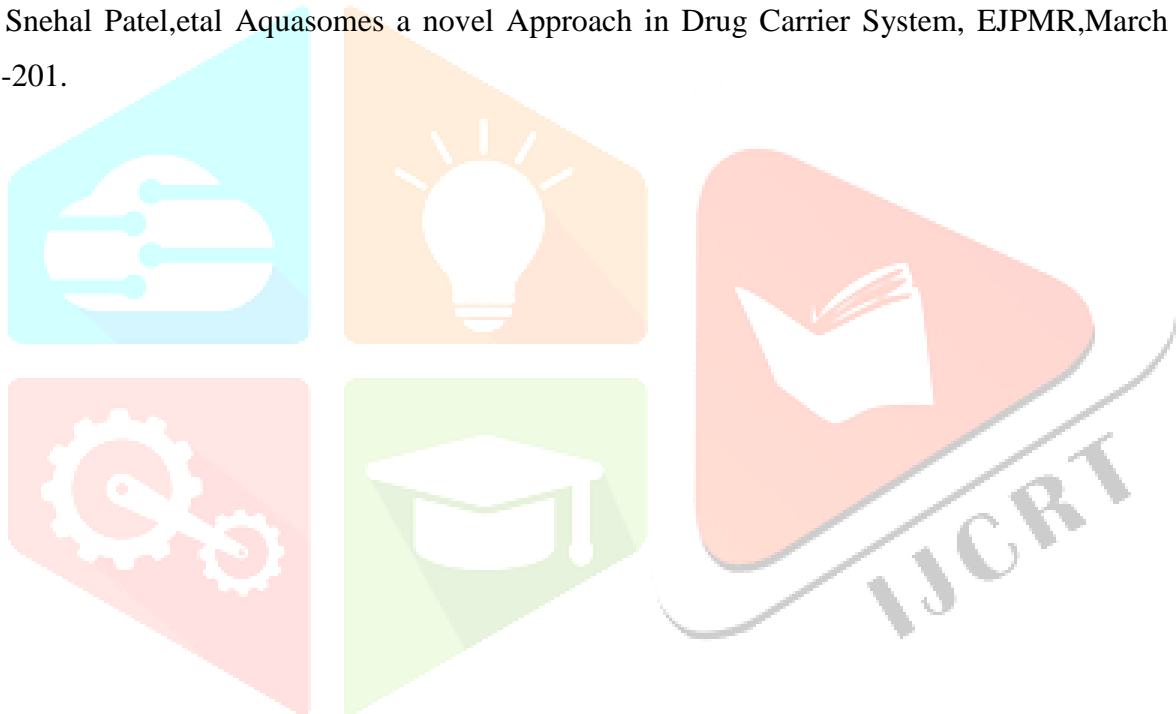 Snehal Patel,etal Aquasomes a novel Approach in Drug Carrier System, EJPMR,March
-201.
IJCRT